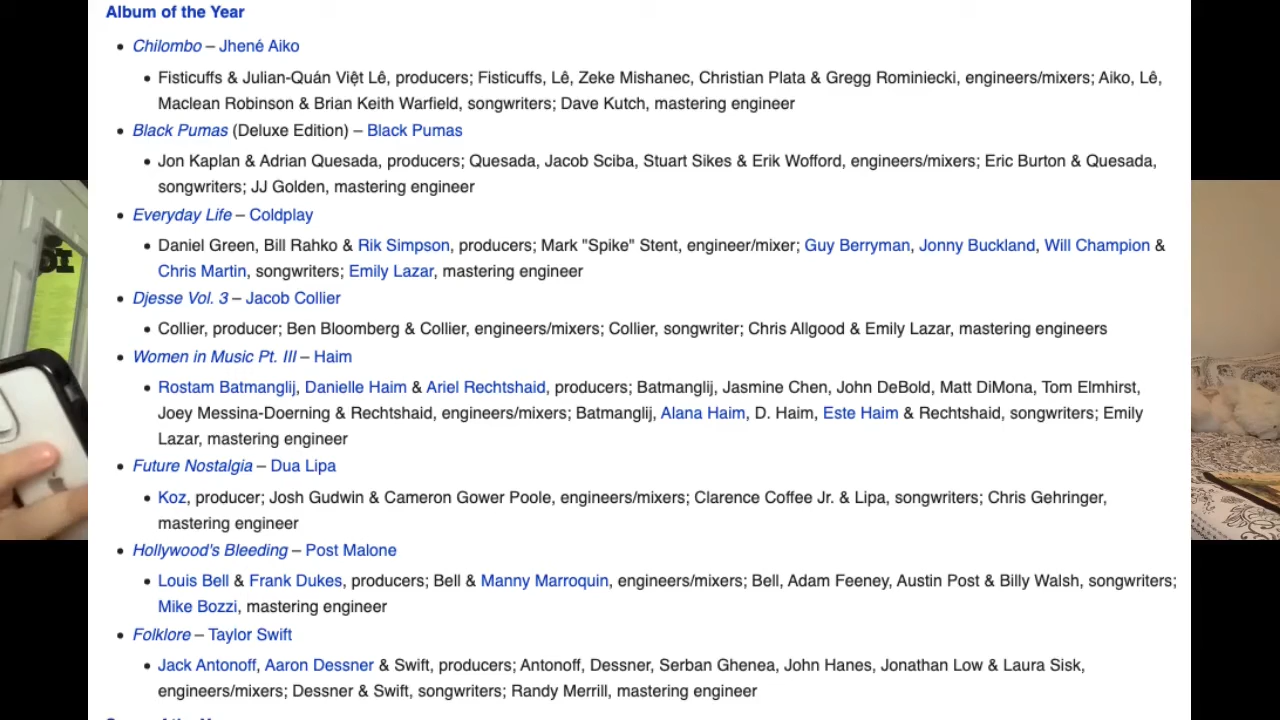 Album of the Year
Chilombo – Jhené Aiko
Fisticuffs & Julian-Quán Việt Lê, producers; Fisticuffs, Lê, Zeke Mishanec, Christian Plata & Gregg Rominiecki, engineers/mixers; Aiko, Lê,
Maclean Robinson & Brian Keith Warfield, songwriters; Dave Kutch, mastering engineer
Black Pumas (Deluxe Edition) – Black Pumas
Jon Kaplan & Adrian Quesada, producers; Quesada, Jacob Sciba, Stuart Sikes & Erik Wofford, engineers/mixers; Eric Burton & Quesada,
songwriters; JJ Golden, mastering engineer
Everyday Life – Coldplay
Daniel Green, Bill Rahko & Rik Simpson, producers; Mark "Spike" Stent, engineer/mixer; Guy Berryman, Jonny Buckland, Will Champion &
Chris Martin, songwriters; Emily Lazar, mastering engineer
Djesse Vol. 3 – Jacob Collier
Collier, producer; Ben Bloomberg & Collier, engineers/mixers; Collier, songwriter; Chris Allgood & Emily Lazar, mastering engineers
Women in Music Pt. III – Haim
Rostam Batmanglij, Danielle Haim & Ariel Rechtshaid, producers; Batmanglij, Jasmine Chen, John DeBold, Matt DiMona, Tom Elmhirst,
Joey Messina-Doerning & Rechtshaid, engineers/mixers; Batmanglij, Alana Haim, D. Haim, Este Haim & Rechtshaid, songwriters; Emily
Lazar, mastering engineer
Future Nostalgia – Dua Lipa
Koz, producer; Josh Gudwin & Cameron Gower Poole, engineers/mixers; Clarence Coffee Jr. & Lipa, songwriters; Chris Gehringer,
mastering engineer
Hollywood's Bleeding – Post Malone
Louis Bell & Frank Dukes, producers; Bell & Manny Marroquin, engineers/mixers; Bell, Adam Feeney, Austin Post & Billy Walsh, songwriters;
Mike Bozzi, mastering engineer
Folklore – Taylor Swift
Jack Antonoff, Aaron Dessner & Swift, producers; Antonoff, Dessner, Serban Ghenea, John Hanes, Jonathan Low & Laura Sisk,
engineers/mixers; Dessner & Swift, songwriters; Randy Merrill, mastering engineer